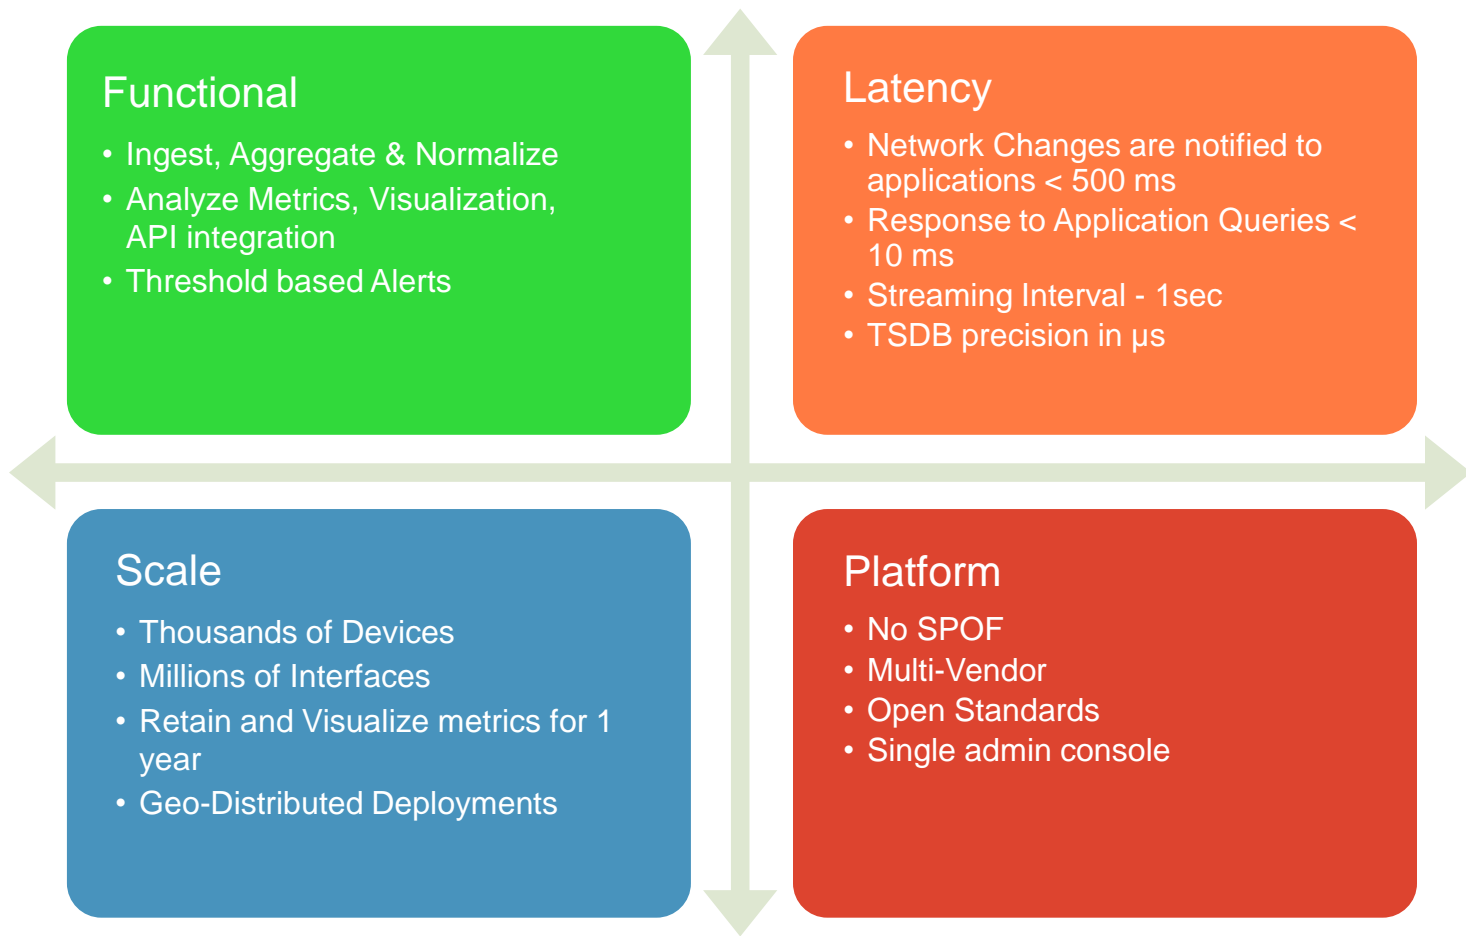 Functional
• Ingest, Aggregate & Normalize
• Analyze Metrics, Visualization,
API integration
• Threshold based Alerts
Latency
• Network Changes are notified to
applications < 500 ms
• Response to Application Queries <
10 ms
• Streaming Interval - 1sec
• TSDB precision in µs
Scale
• Thousands of Devices
• Millions of Interfaces
• Retain and Visualize metrics for 1
year
• Geo-Distributed Deployments
Platform
• No SPOF
• Multi-Vendor
• Open Standards
• Single admin console